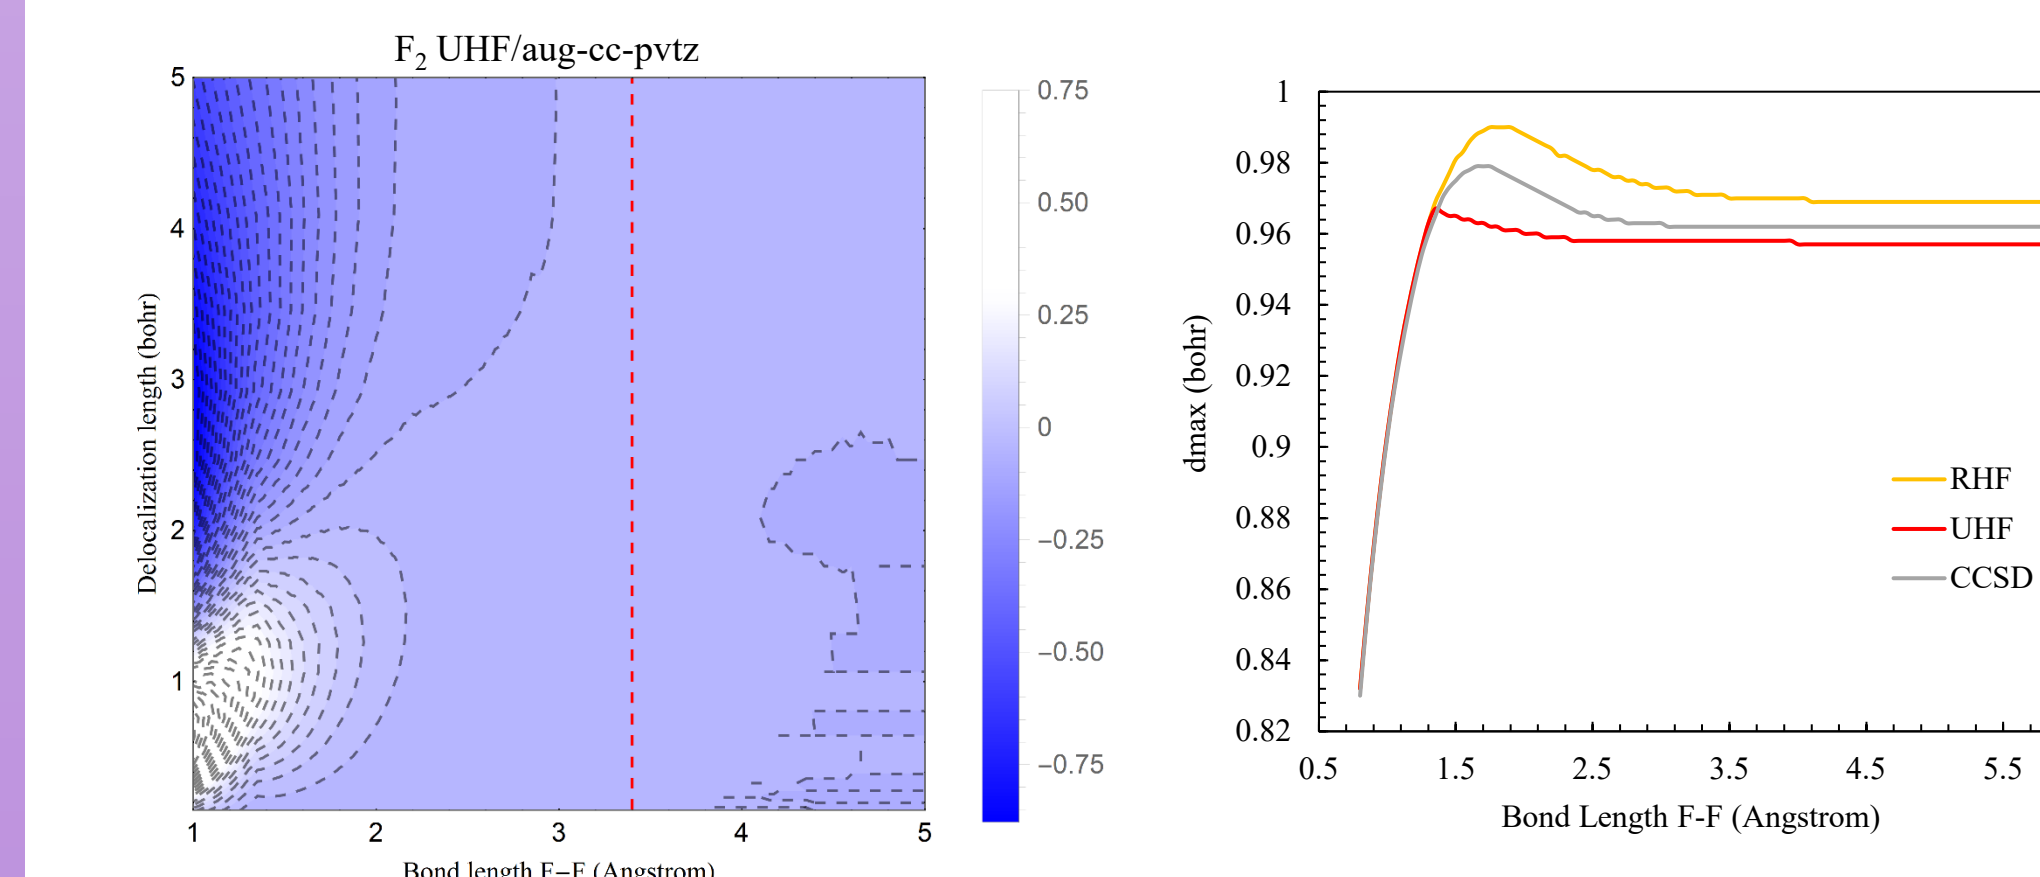 F₂ UHF/aug-cc-pvtz
Delocalization length (bohr)
5
4
3
2
1
1 2 3 4 5
Bond length F−F (Angstrom)
0.75
0.50
0.25
0
−0.25
−0.50
−0.75
dmax (bohr)
1
0.98
0.96
0.94
0.92
0.9
0.88
0.86
0.84
0.82
0.5 1.5 2.5 3.5 4.5 5.5
Bond Length F-F (Angstrom)
RHF
UHF
CCSD